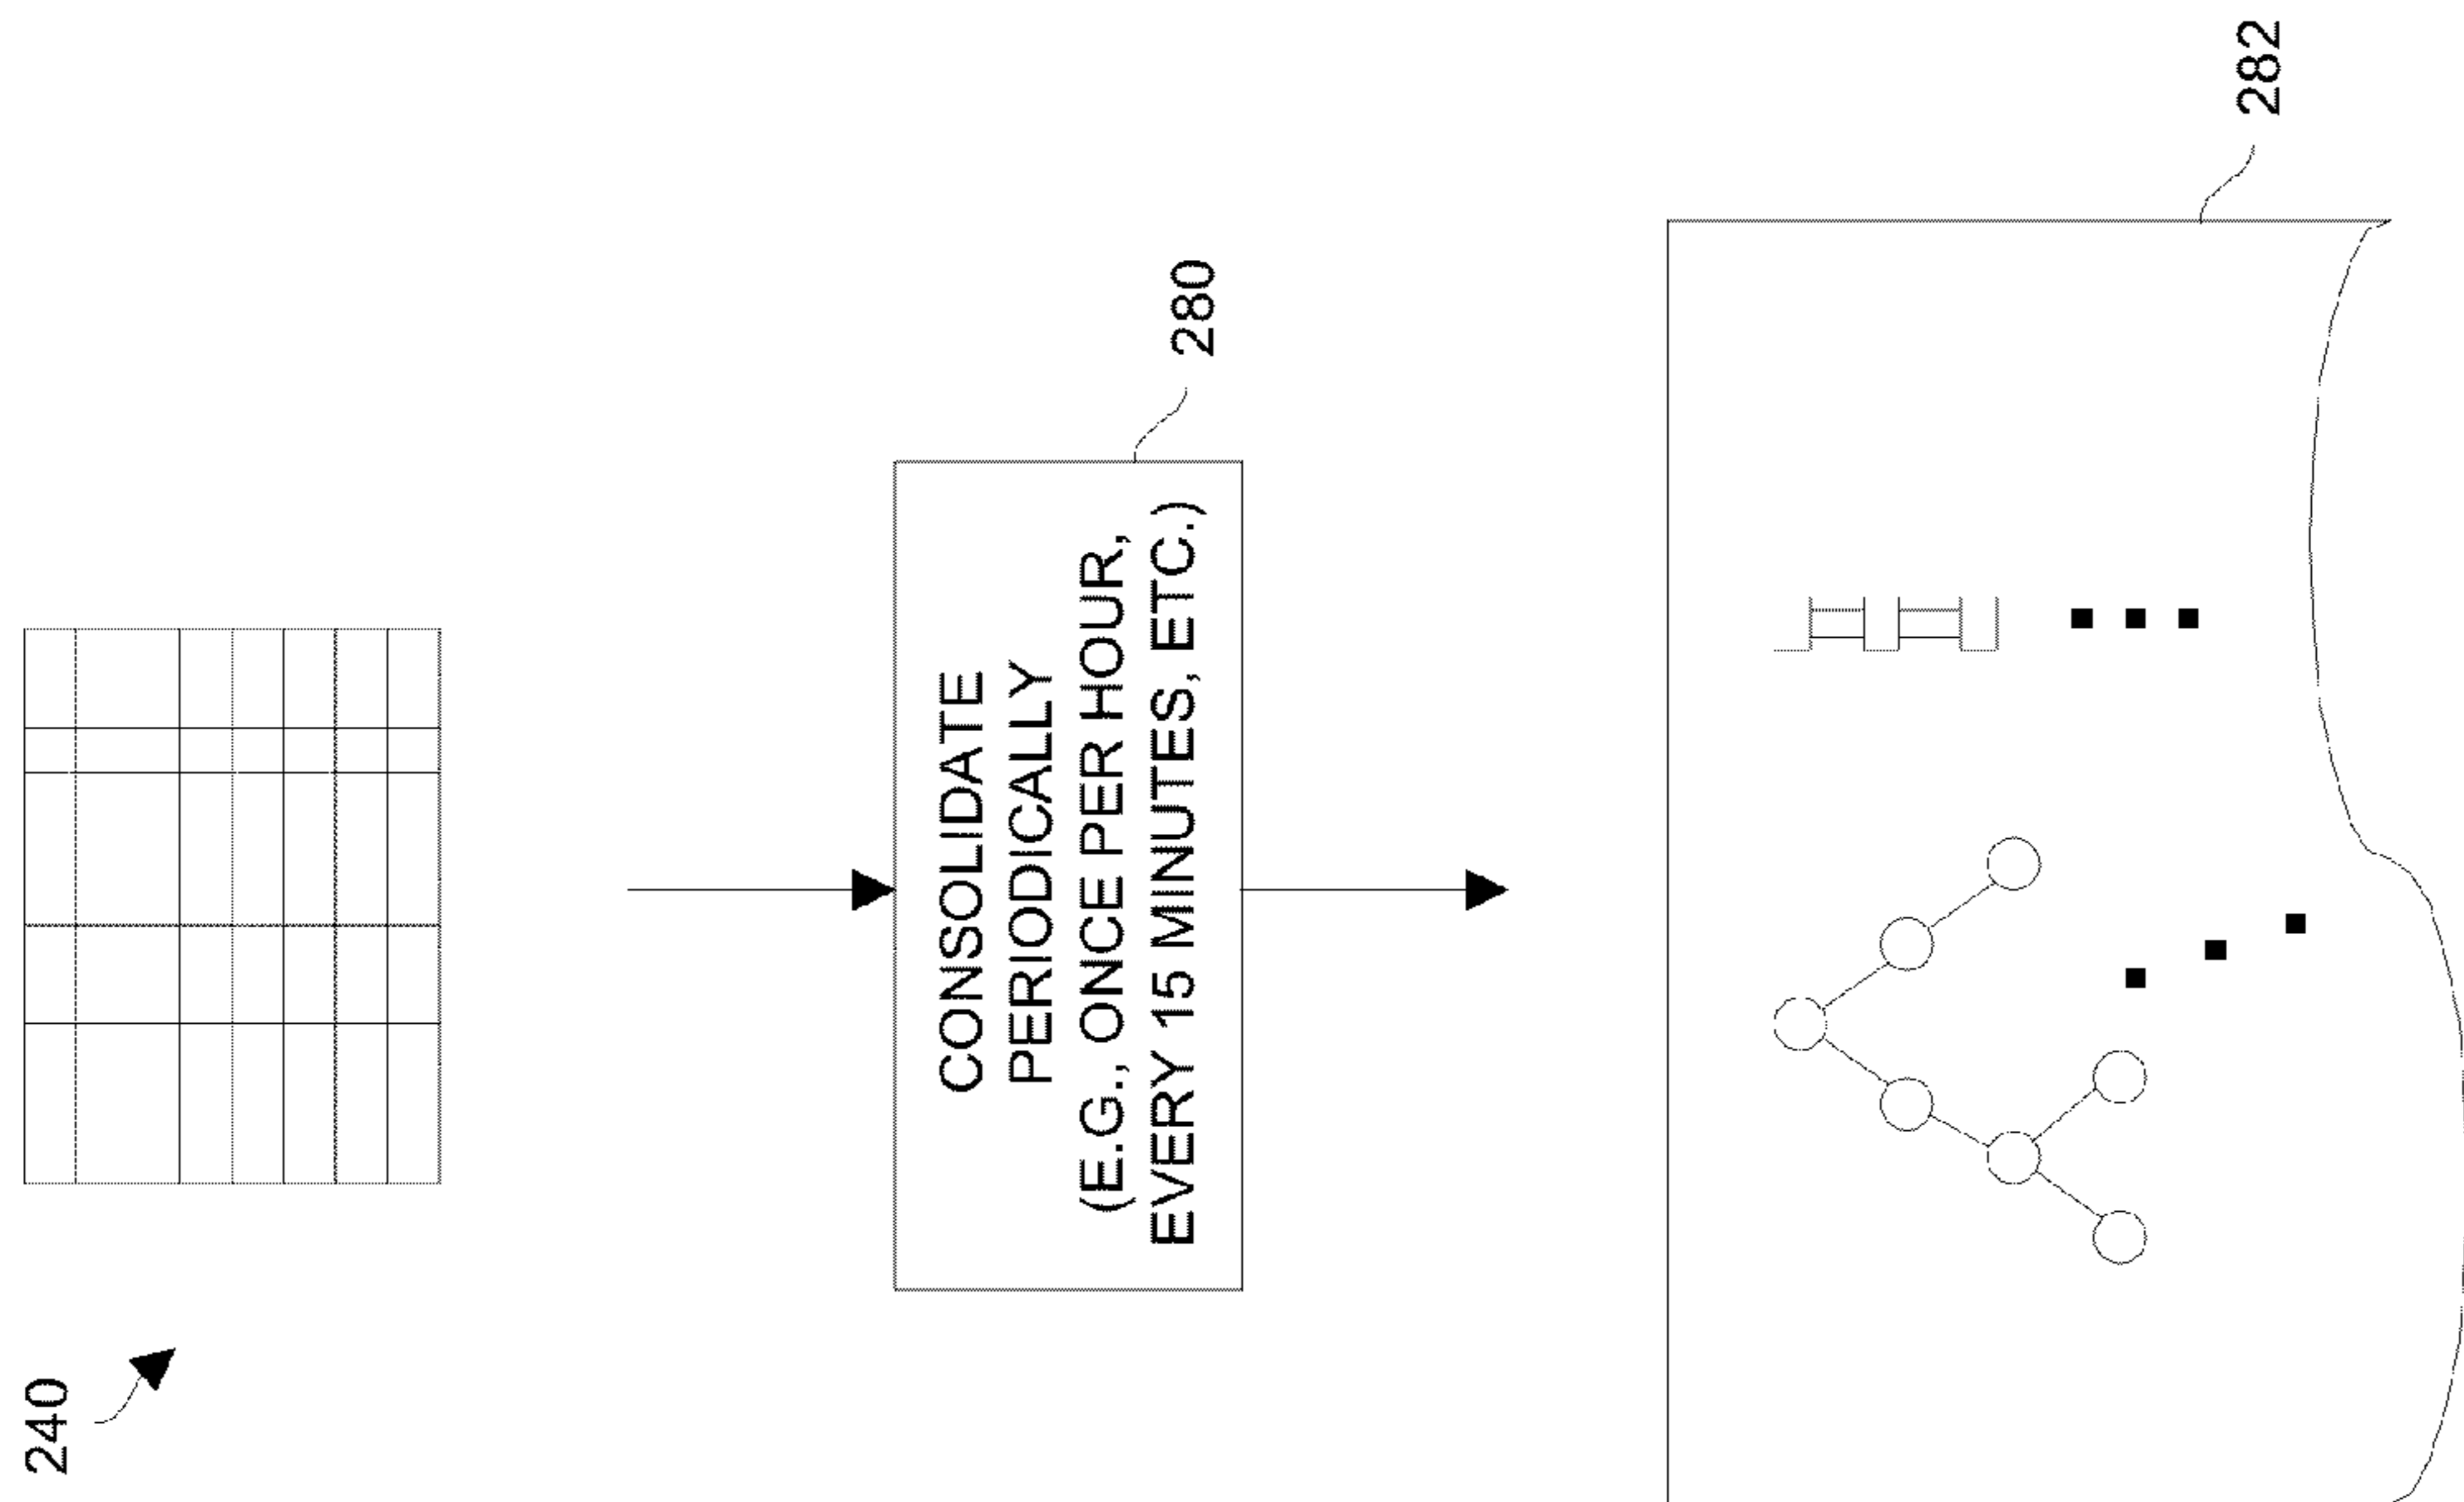 240
CONSOLIDATE
PERIODICALLY
(E.G., ONCE PER HOUR,
EVERY 15 MINUTES, ETC.)
280
282